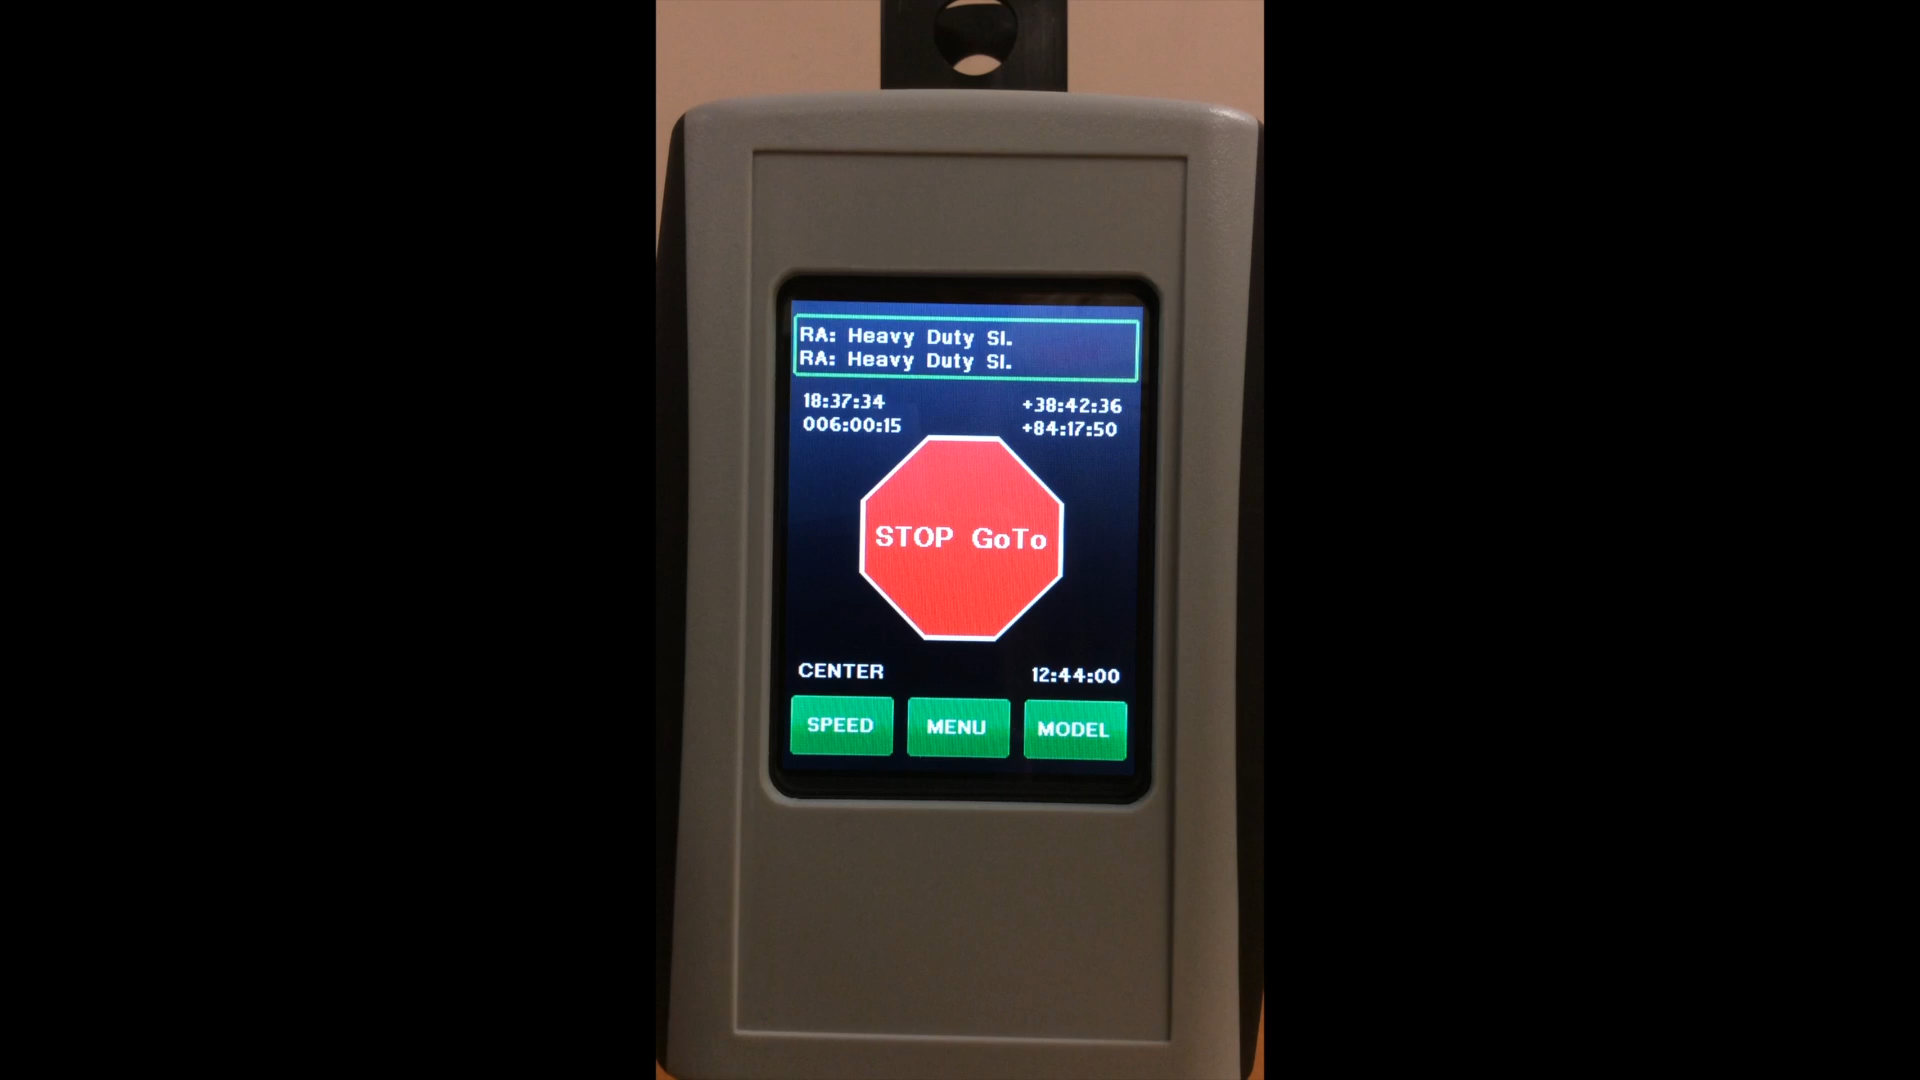 RA: Heavy Duty Sl.
RA: Heavy Duty Sl.
18:37:34 +38:42:36
006:00:15 +84:17:50
STOP GoTo
CENTER 12:44:00
SPEED MENU MODEL